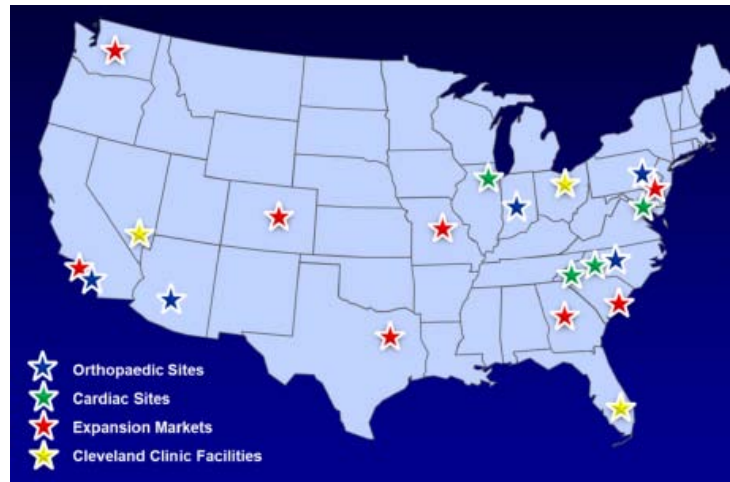 Orthopaedic Sites
Cardiac Sites
Expansion Markets
Cleveland Clinic Facilities